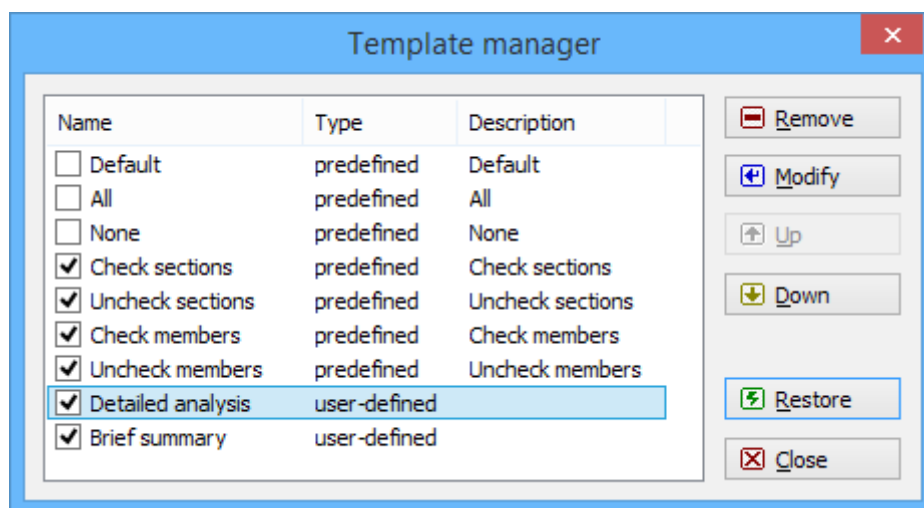 Template manager
Name Type Description
Default predefined Default
All predefined All
None predefined None
Check sections predefined Check sections
Uncheck sections predefined Uncheck sections
Check members predefined Check members
Uncheck members predefined Uncheck members
Detailed analysis user-defined
Brief summary user-defined
Remove
Modify
Up
Down
Restore
Close